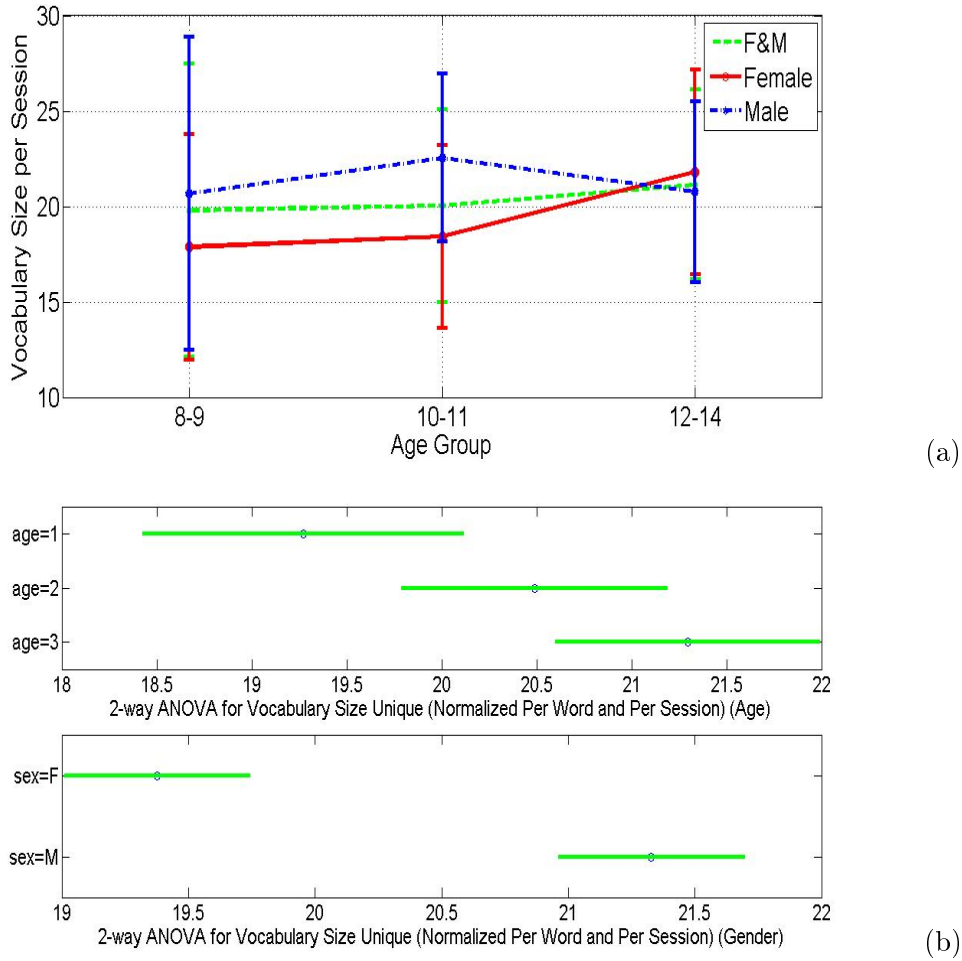 30
25
20
15
10
Vocabulary Size per Session
F&M
Female
Male
8-9
10-11
12-14
Age Group
(a)
age=1
age=2
age=3
18
18.5
19
19.5
20
20.5
21
21.5
22
2-way ANOVA for Vocabulary Size Unique (Normalized Per Word and Per Session) (Age)
sex=F
sex=M
19
19.5
20
20.5
21
21.5
22
2-way ANOVA for Vocabulary Size Unique (Normalized Per Word and Per Session) (Gender)
(b)